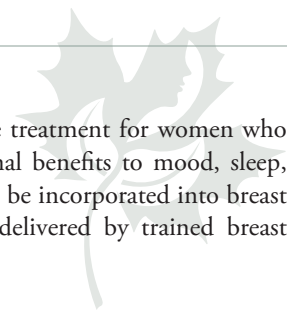 treatment for women who
nal benefits to mood, sleep,
be incorporated into breast
delivered by trained breast